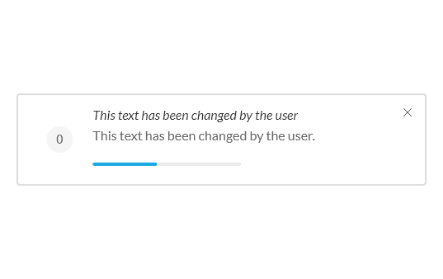 This text has been changed by the user
0
This text has been changed by the user.